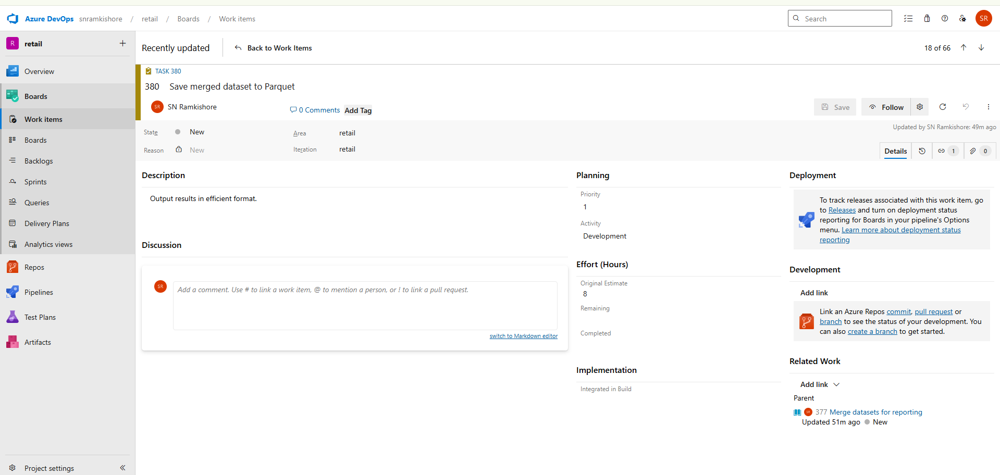 Azure DevOps snramkishore / retail / Boards / Work items
Search
SR
R retail
Recently updated
Back to Work Items
18 of 66
Overview
Boards
Work items
Boards
Backlogs
Sprints
Queries
Delivery Plans
Analytics views
Repos
Pipelines
Test Plans
Artifacts
Project settings
TASK 380
380 Save merged dataset to Parquet
SR SN Ramkishore
0 Comments
Add Tag
Save
Follow
State New
Area retail
Updated by SN Ramkishore: 49m ago
Reason New
Iteration retail
Details
1
0
Description
Output results in efficient format.
Discussion
SR
Add a comment. Use # to link a work item, @ to mention a person, or ! to link a pull request.
switch to Markdown editor
Planning
Priority
1
Activity
Development
Effort (Hours)
Original Estimate
8
Remaining
Completed
Implementation
Integrated in Build
Deployment
To track releases associated with this work item, go
to Releases and turn on deployment status
reporting for Boards in your pipeline's Options
menu. Learn more about deployment status
reporting
Development
Add link
Link an Azure Repos commit, pull request or
branch to see the status of your development. You
can also create a branch to get started.
Related Work
Add link
Parent
SR 377 Merge datasets for reporting
Updated 51m ago New